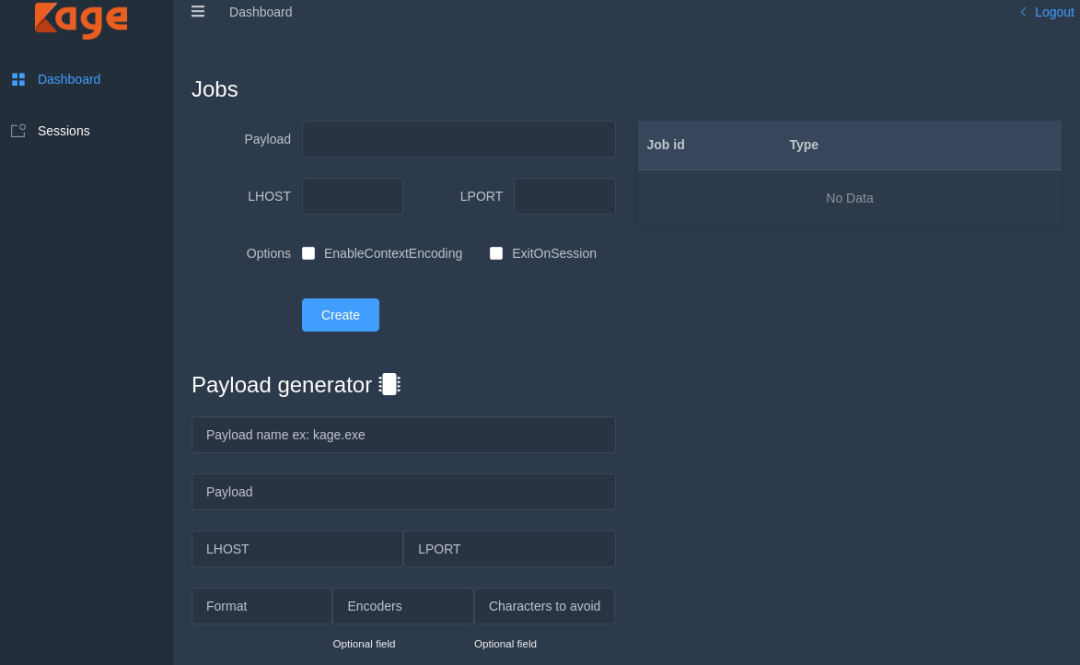 Kage
Dashboard
Logout
Dashboard
Sessions
Jobs
Payload
LHOST
LPORT
Options
EnableContextEncoding
ExitOnSession
Create
Job id
Type
No Data
Payload generator
Payload name ex: kage.exe
Payload
LHOST
LPORT
Format
Encoders
Characters to avoid
Optional field
Optional field